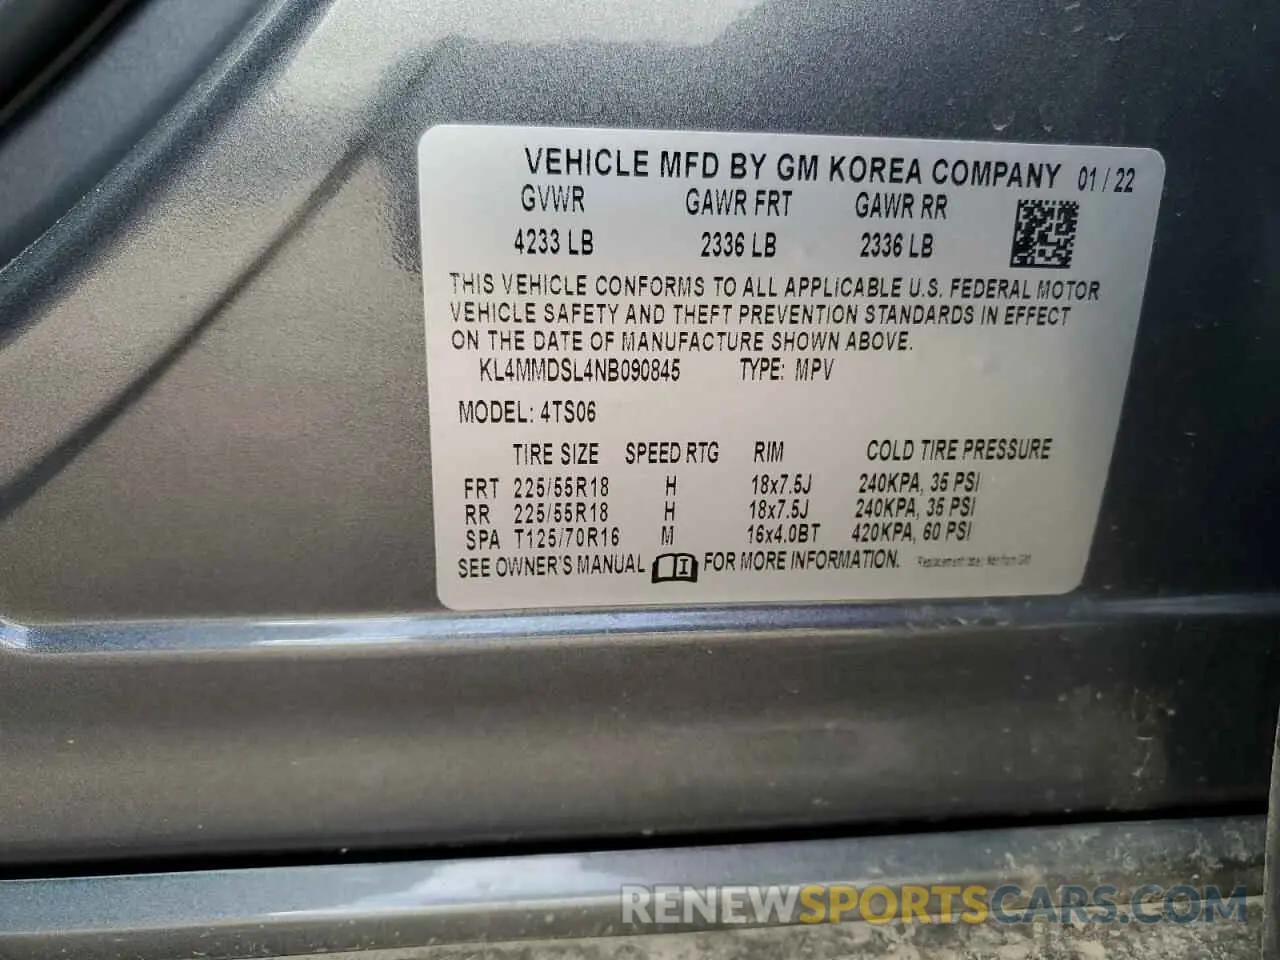 VEHICLE MFD BY GM KOREA COMPANY 01 / 22
GVWR GAWR FRT GAWR RR
4233 LB 2336 LB 2336 LB
THIS VEHICLE CONFORMS TO ALL APPLICABLE U.S. FEDERAL MOTOR
VEHICLE SAFETY AND THEFT PREVENTION STANDARDS IN EFFECT
ON THE DATE OF MANUFACTURE SHOWN ABOVE.
KL4MMDSL4NB090845 TYPE: MPV
MODEL: 4TS06
TIRE SIZE SPEED RTG RIM COLD TIRE PRESSURE
FRT 225/55R18 H 18x7.5J 240KPA, 35 PSI
RR 225/55R18 H 18x7.5J 240KPA, 35 PSI
SPA T125/70R16 M 16x4.0BT 420KPA, 60 PSI
SEE OWNER'S MANUAL FOR MORE INFORMATION. Replacement label
RENEWSPORTSCARS.COM